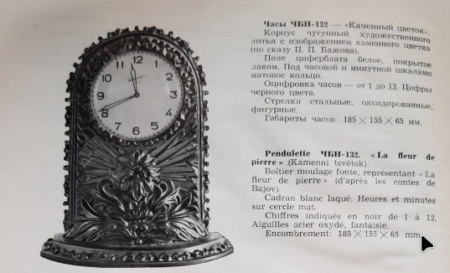 Часы ЧБН-132 — «Каменный цветок».
Корпус чугунный художественного
литья с изображением каменного цветка
(по сказу П. П. Бажова).
Поле циферблата белое, покрытое
лаком. Под часовой и минутной шкалами
матовое кольцо.
Оцифровка часов — от 1 до 12. Цифры
черного цвета.
Стрелки стальные, оксидированные,
фигурные.
Габариты часов: 185 × 155 × 65 мм.
Pendulette ЧБН-132. «La fleur de
pierre» (Kamenni tsvétok).
Boîtier moulage fonte, représentant «La
fleur de pierre» (d'après les contes de
Bajov).
Cadran blanc laqué. Heures et minutes
sur cercle mat.
Chiffres indiqués en noir de 1 à 12.
Aiguilles acier oxydé, fantaisie.
Encombrement: 185 × 155 × 65 mm.